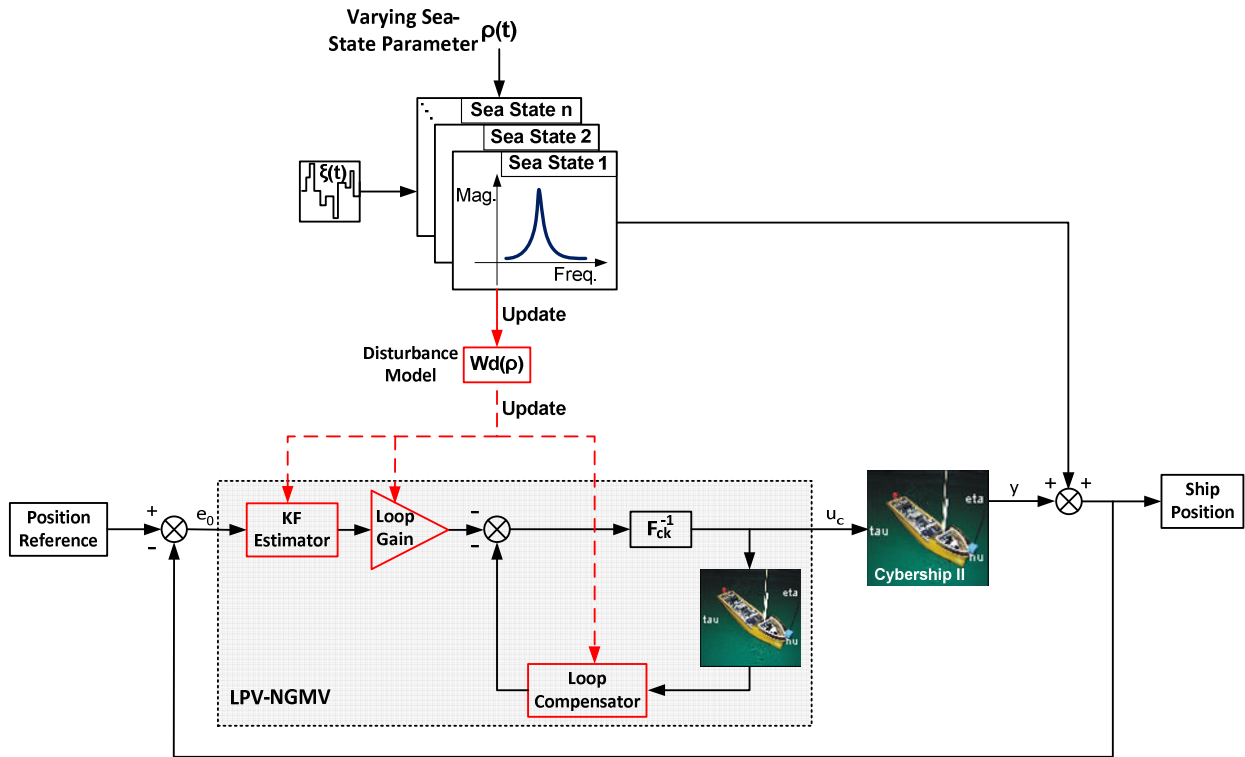 Varying Sea-
State Parameter ρ(t)
Sea State n
Sea State 2
Sea State 1
ξ(t)
Mag.
Freq.
Update
Disturbance
Model
Wd(ρ)
Update
Position
Reference
+
-
e0
KF
Estimator
Loop
Gain
-
-
Fck-1
uc
tau
eta
nu
Cybership II
y
+
+
Ship
Position
tau
eta
nu
Loop
Compensator
LPV-NGMV